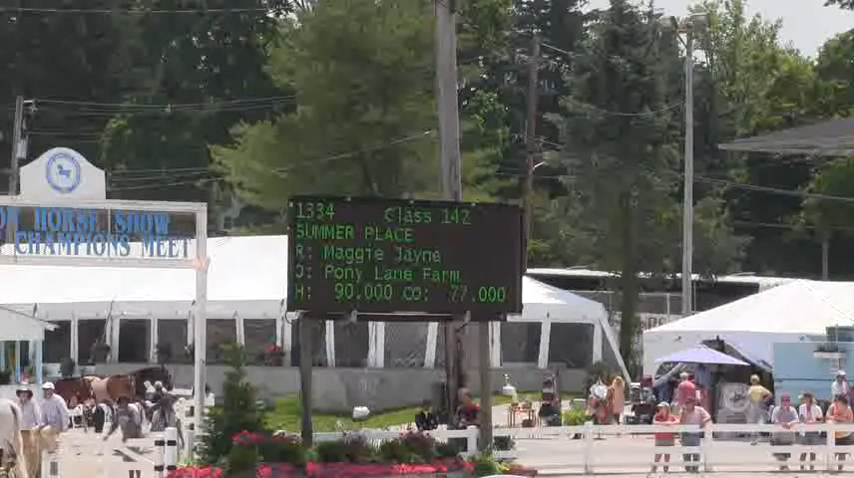 HORSE SHOW
CHAMPIONS MEET
1334 Class 142
SUMMER PLACE
R: Maggie Jayne
O: Pony Lane Farm
H: 90.000 CO: 77.000